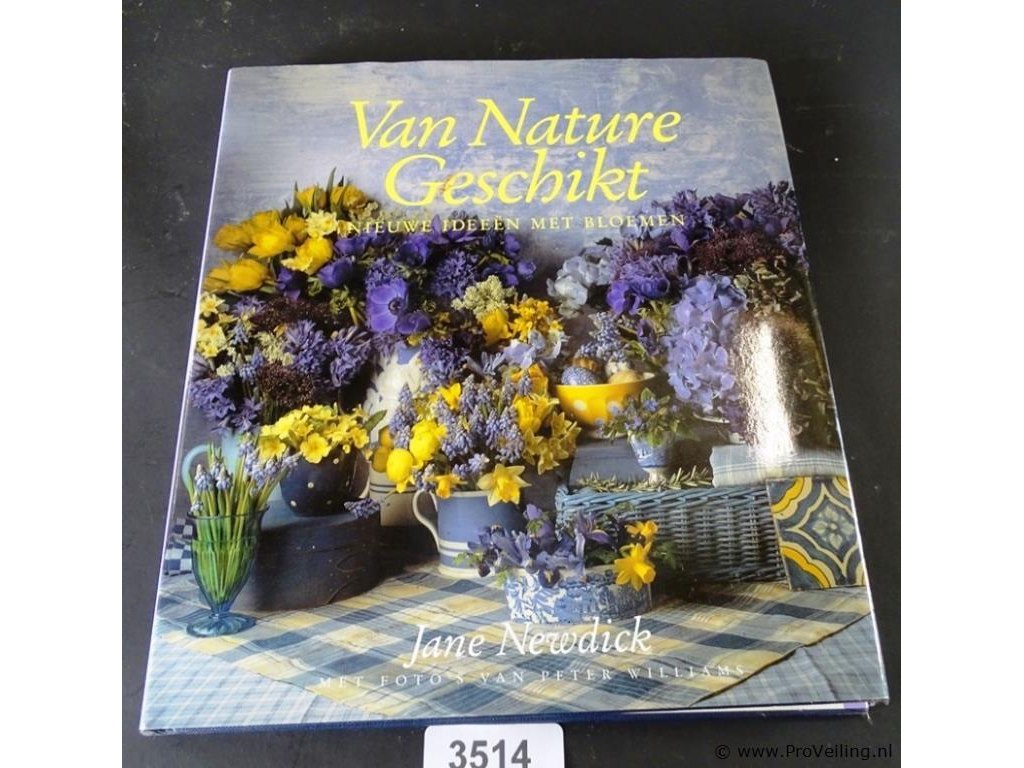 Van Nature
Geschikt
NIEUWE IDEEËN MET BLOEMEN
Jane Newdick
MET FOTO'S VAN PETER WILLIAMS
3514
© www.ProVeiling.nl